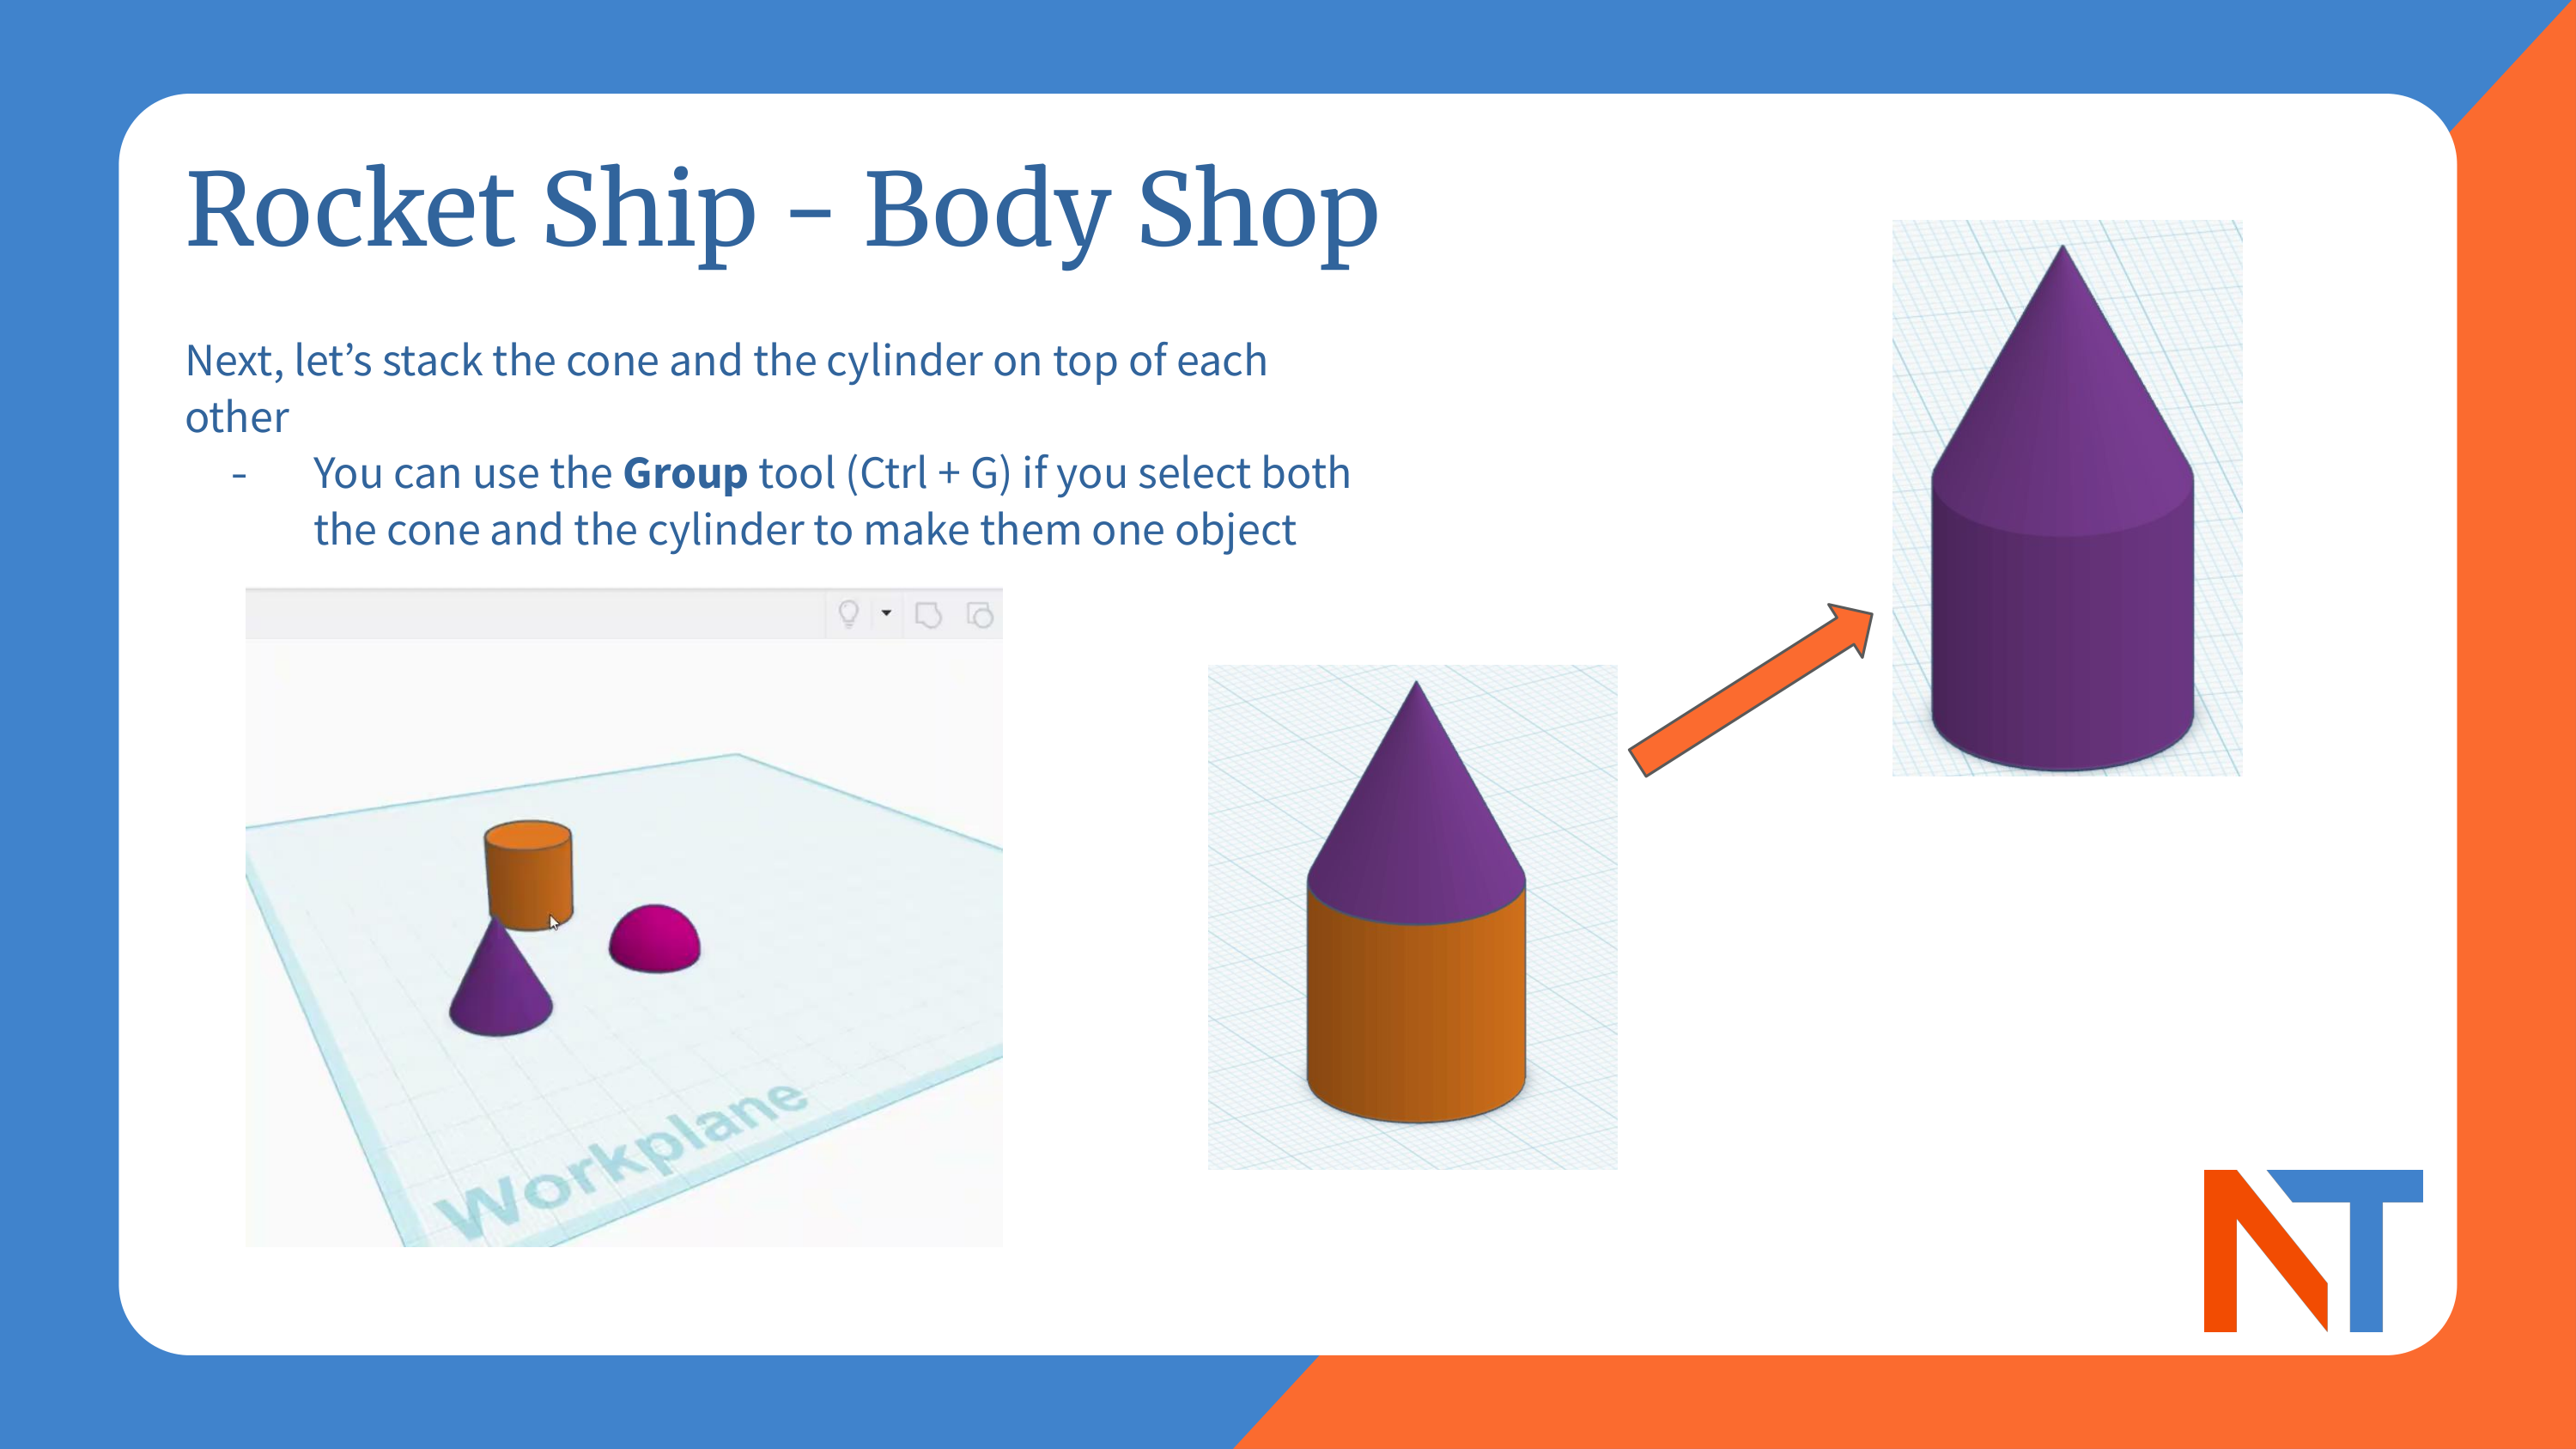 Rocket Ship - Body Shop
Next, let's stack the cone and the cylinder on top of each
other
- You can use the Group tool (Ctrl + G) if you select both
the cone and the cylinder to make them one object
Workplane
NT